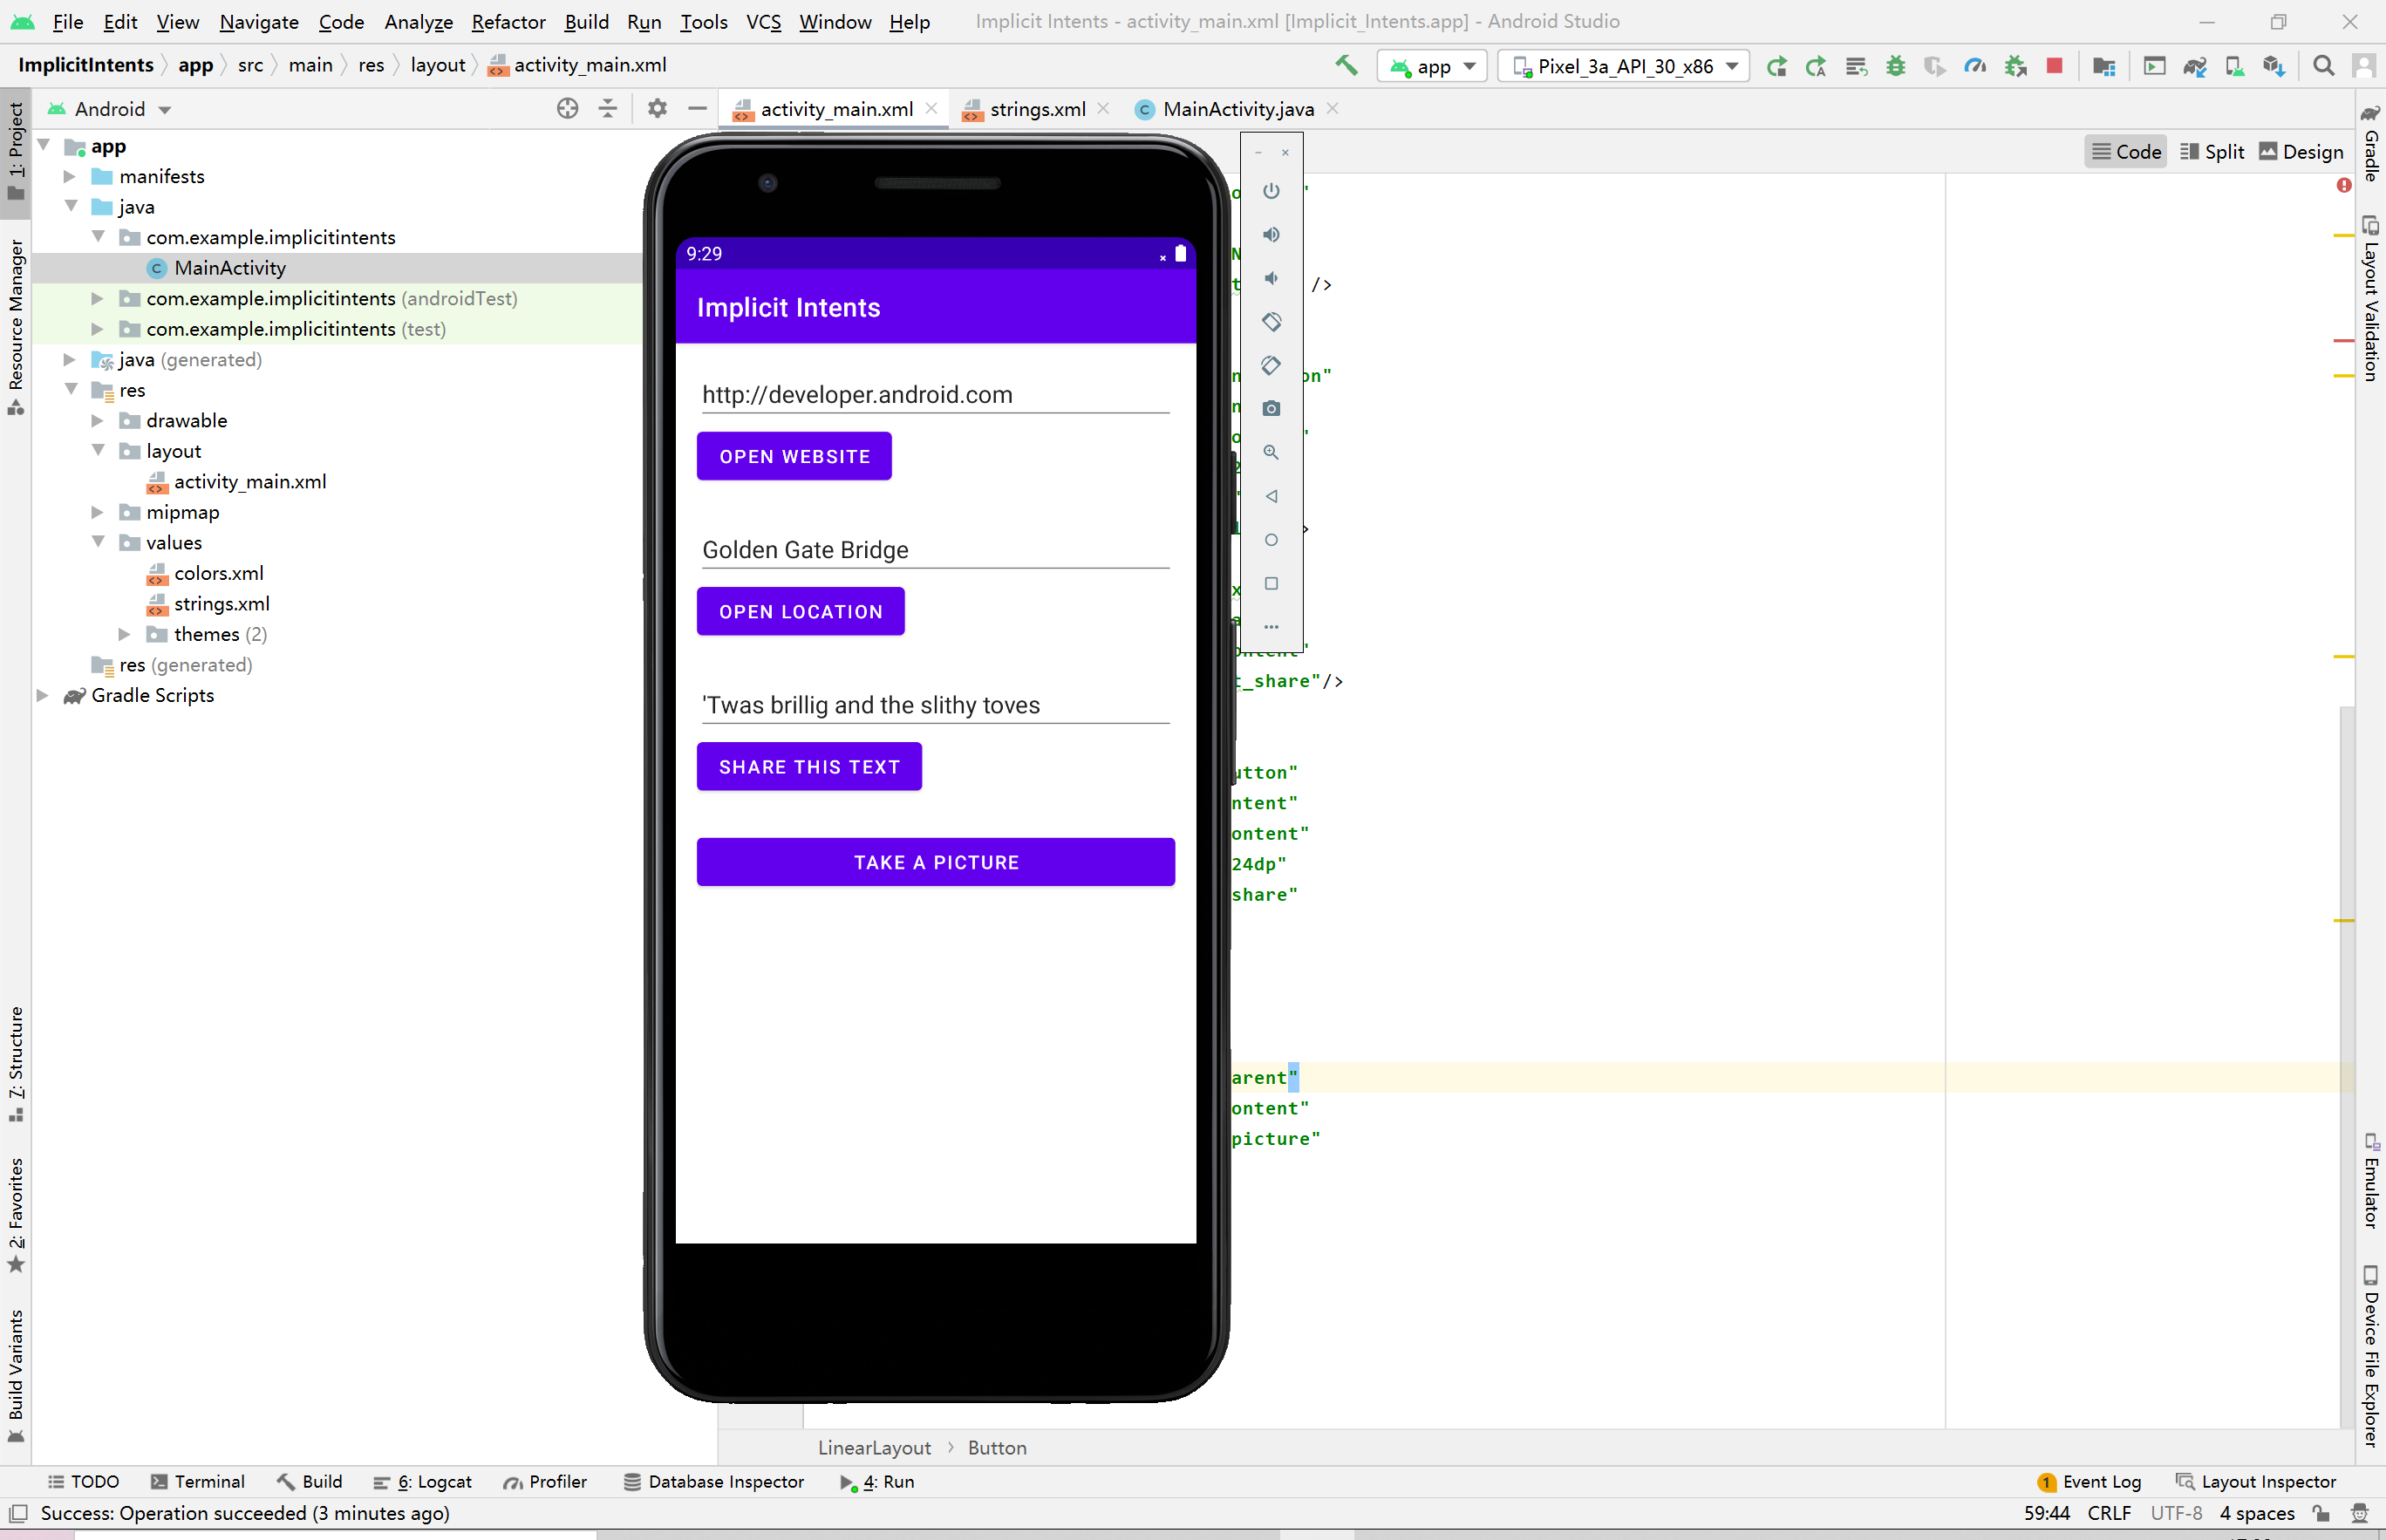 File Edit View Navigate Code Analyze Refactor Build Run Tools VCS Window Help Implicit Intents - activity_main.xml [Implicit_Intents.app] - Android Studio
ImplicitIntents app src main res layout activity_main.xml app Pixel_3a_API_30_x86
Android activity_main.xml strings.xml MainActivity.java
Code Split Design
1: Project
Resource Manager
7: Structure
2: Favorites
Build Variants
app
manifests
java
com.example.implicitintents
MainActivity
com.example.implicitintents (androidTest)
com.example.implicitintents (test)
java (generated)
res
drawable
layout
activity_main.xml
mipmap
values
colors.xml
strings.xml
themes (2)
res (generated)
Gradle Scripts
9:29
Implicit Intents
http://developer.android.com
OPEN WEBSITE
Golden Gate Bridge
OPEN LOCATION
'Twas brillig and the slithy toves
SHARE THIS TEXT
TAKE A PICTURE
/>
on"
t_share"/>
utton"
ntent"
ontent"
24dp"
share"
arent"
ontent"
picture"
Gradle
Layout Validation
Emulator
Device File Explorer
LinearLayout Button
TODO Terminal Build 6: Logcat Profiler Database Inspector 4: Run 1 Event Log Layout Inspector
Success: Operation succeeded (3 minutes ago) 59:44 CRLF UTF-8 4 spaces